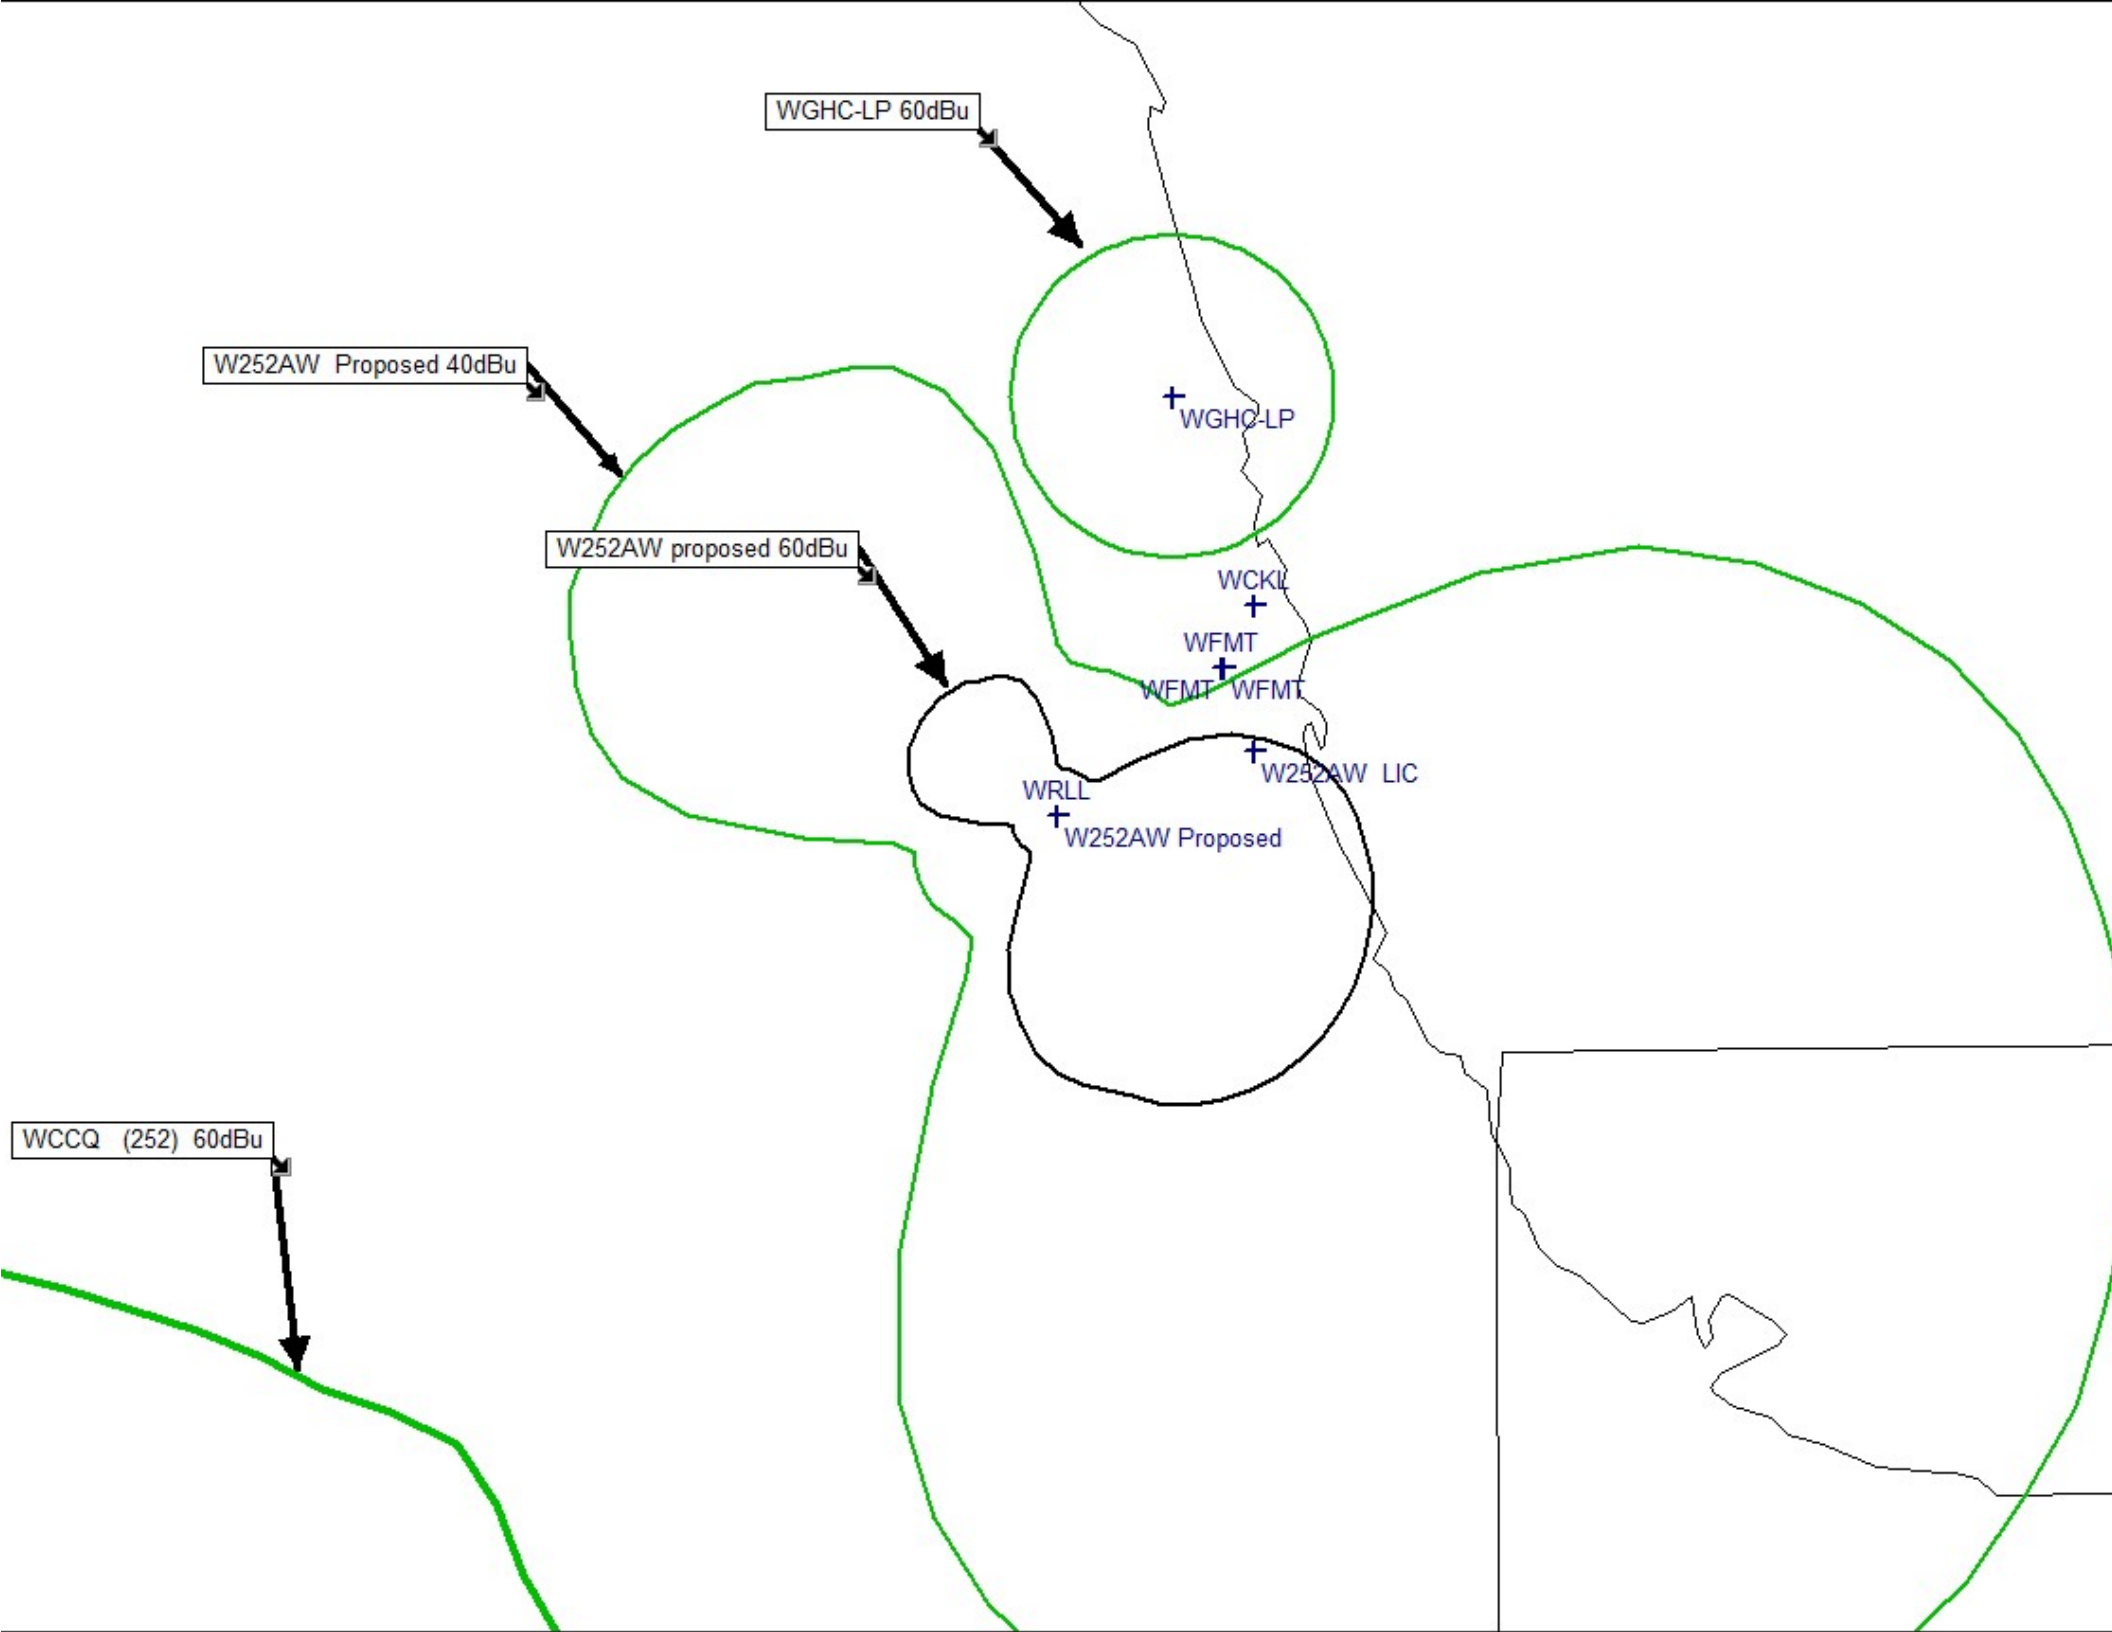 WGHC-LP 60dBu
W252AW  Proposed 40dBu
WGHC-LP
W252AW proposed 60dBu
WCKL
WFMT
WFMT WFMT
W252AW  LIC
WRLL
W252AW Proposed
WCCQ   (252)  60dBu